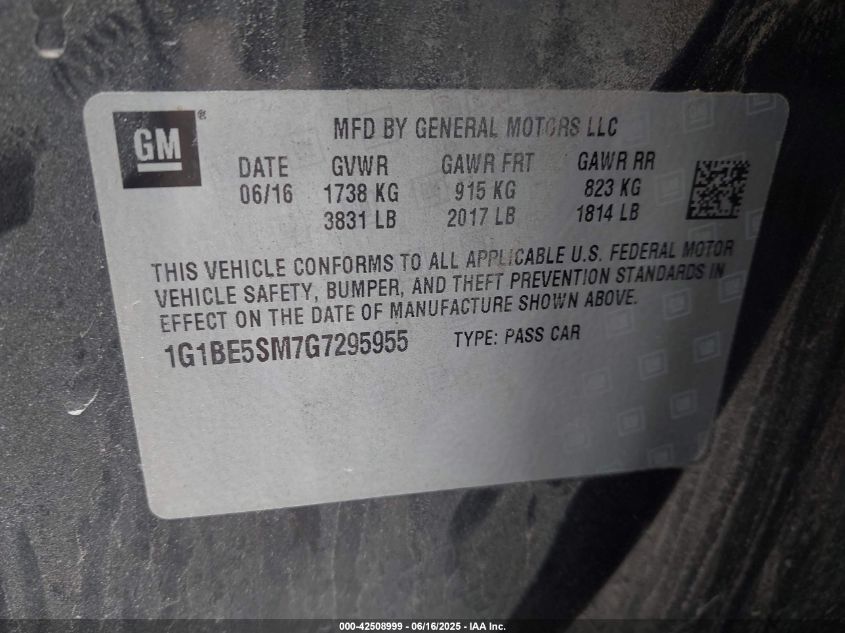 GM ®
MFD BY GENERAL MOTORS LLC
DATE GVWR GAWR FRT GAWR RR
06/16 1738 KG 915 KG 823 KG
3831 LB 2017 LB 1814 LB
THIS VEHICLE CONFORMS TO ALL APPLICABLE U.S. FEDERAL MOTOR
VEHICLE SAFETY, BUMPER, AND THEFT PREVENTION STANDARDS IN
EFFECT ON THE DATE OF MANUFACTURE SHOWN ABOVE.
1G1BE5SM7G7295955 TYPE: PASS CAR
000-42508999 - 06/16/2025 - IAA Inc.